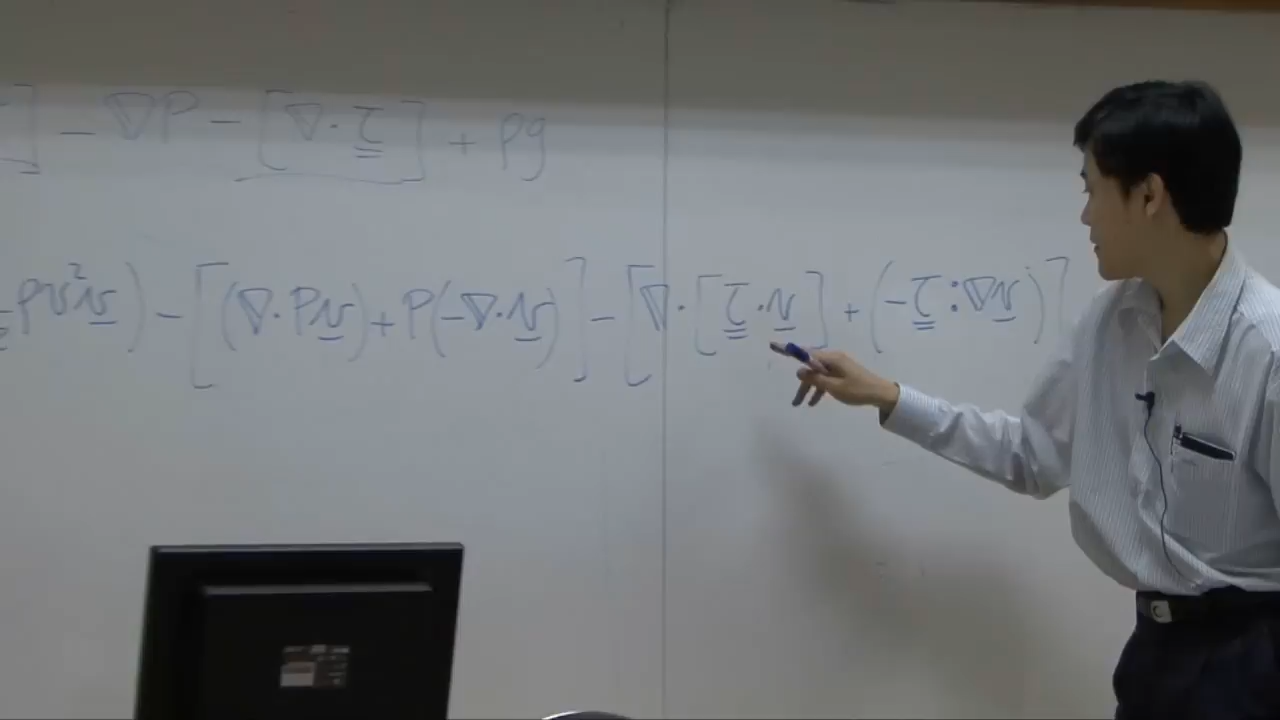 ] − ∇P − [∇·τ] + ρg
ρv²v) − [(∇·Pv) + P(−∇·v)] − [∇·[τ·v] + (−τ:∇v)]